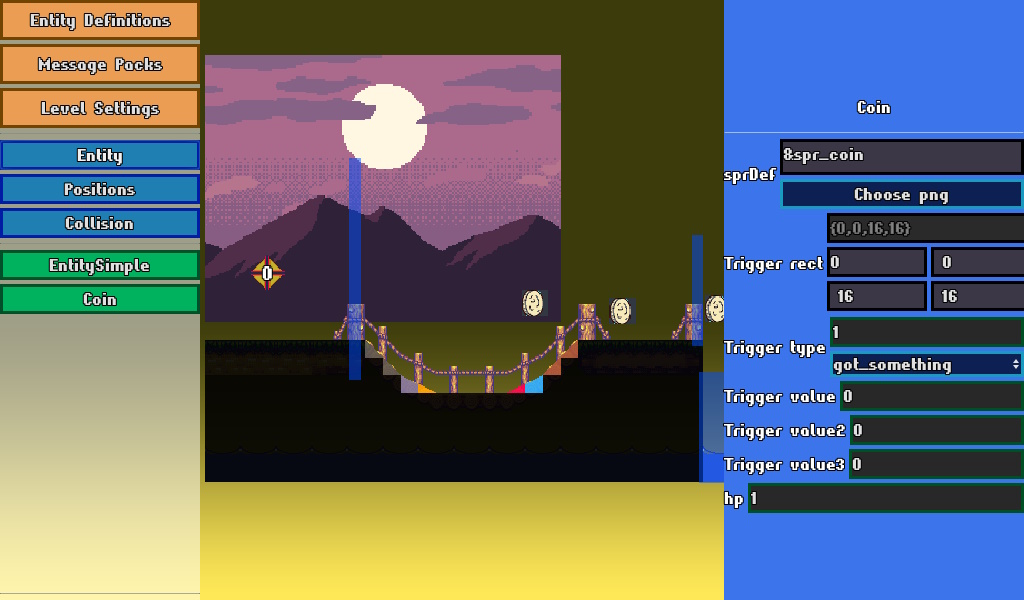 Entity Definitions
Message Packs
Level Settings
Entity
Positions
Collision
EntitySimple
Coin
0
Coin
sprDef
&spr_coin
Choose png
{0,0,16,16}
Trigger rect 0 0
16 16
Trigger type
1
got_something
Trigger value 0
Trigger value2 0
Trigger value3 0
hp 1